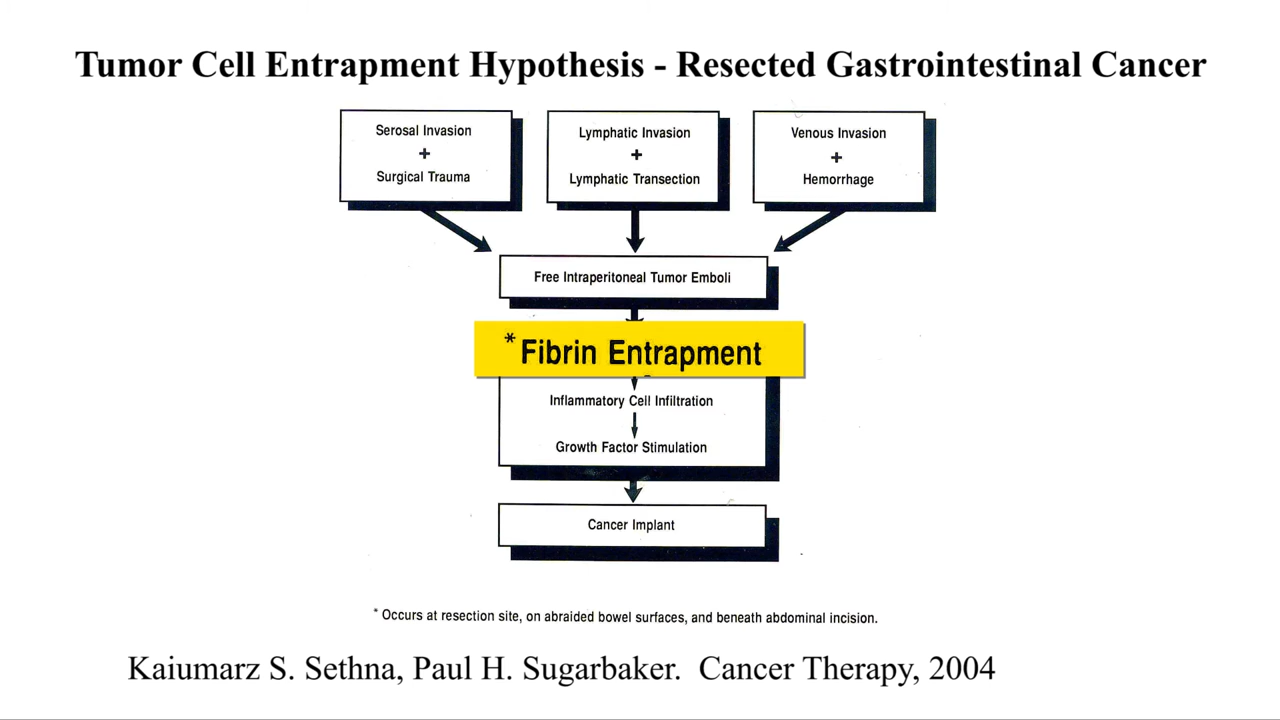 Tumor Cell Entrapment Hypothesis - Resected Gastrointestinal Cancer
Serosal Invasion
+
Surgical Trauma
Lymphatic Invasion
+
Lymphatic Transection
Venous Invasion
+
Hemorrhage
Free Intraperitoneal Tumor Emboli
* Fibrin Entrapment
Inflammatory Cell Infiltration
Growth Factor Stimulation
Cancer Implant
* Occurs at resection site, on abraided bowel surfaces, and beneath abdominal incision.
Kaiumarz S. Sethna, Paul H. Sugarbaker. Cancer Therapy, 2004